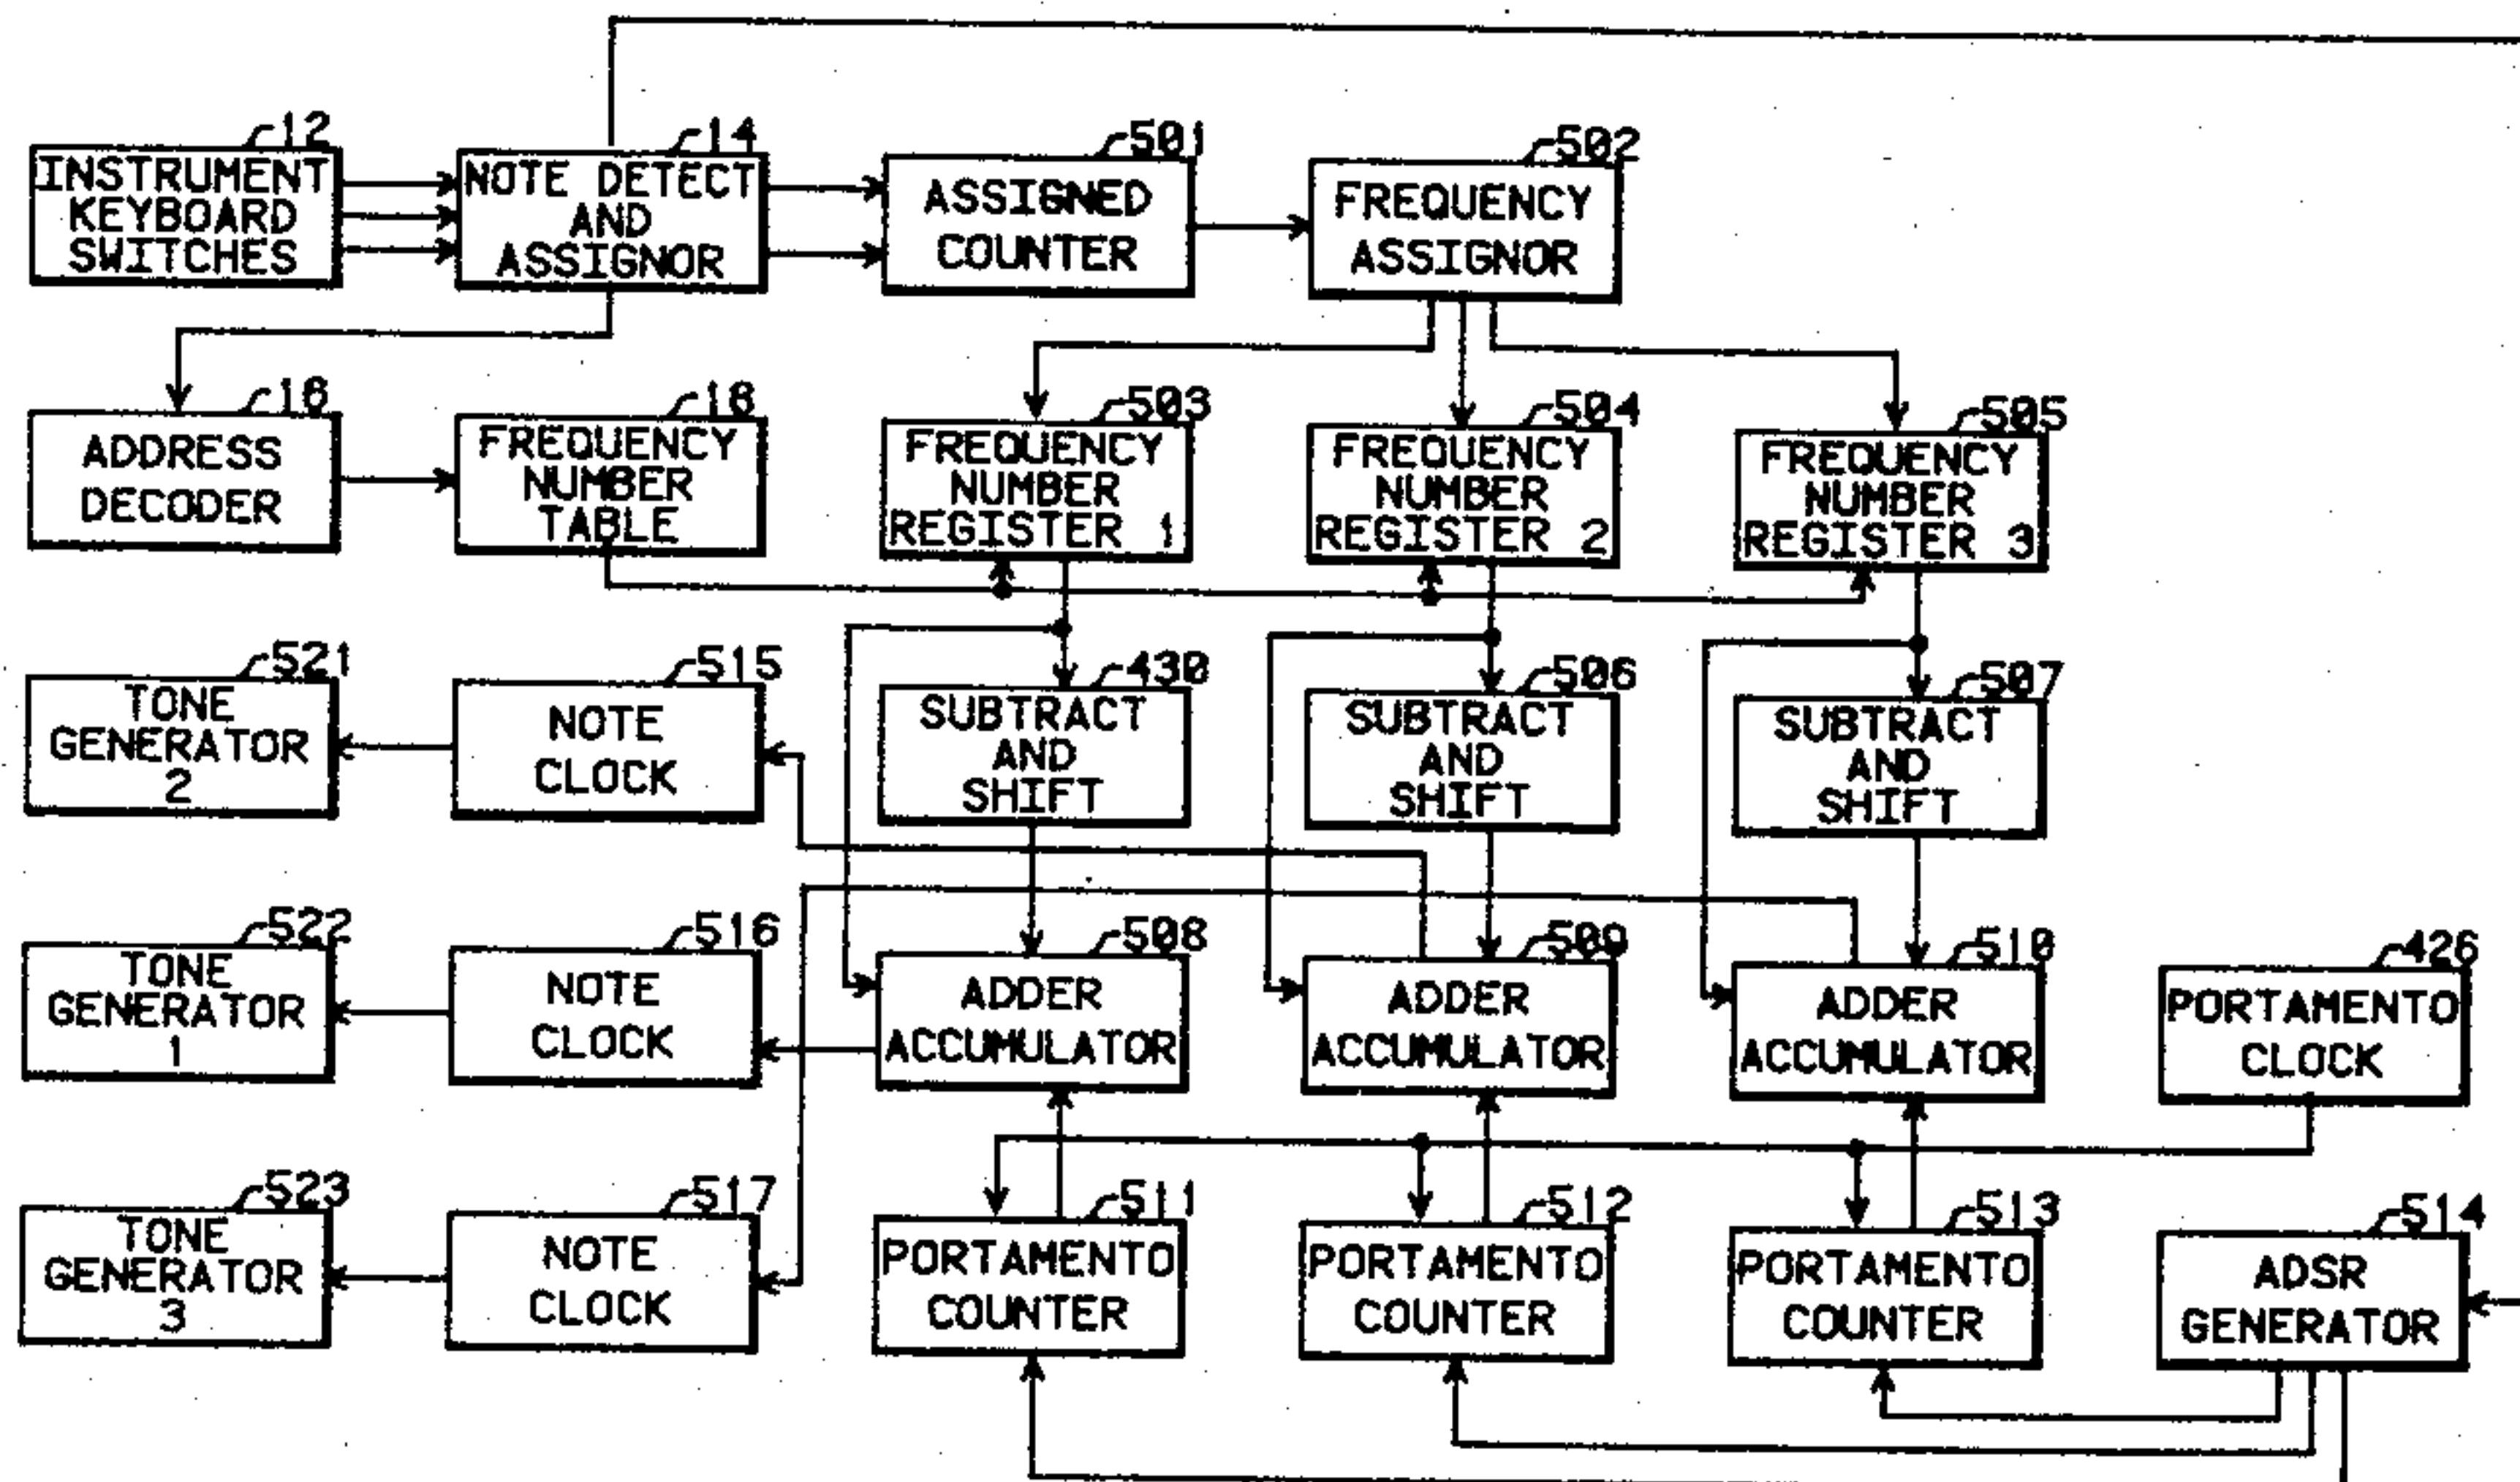 12
INSTRUMENT
KEYBOARD
SWITCHES
14
NOTE DETECT
AND
ASSIGNOR
501
ASSIGNED
COUNTER
502
FREQUENCY
ASSIGNOR
16
ADDRESS
DECODER
18
FREQUENCY
NUMBER
TABLE
503
FREQUENCY
NUMBER
REGISTER 1
504
FREQUENCY
NUMBER
REGISTER 2
505
FREQUENCY
NUMBER
REGISTER 3
521
TONE
GENERATOR
2
515
NOTE
CLOCK
430
SUBTRACT
AND
SHIFT
506
SUBTRACT
AND
SHIFT
507
SUBTRACT
AND
SHIFT
522
TONE
GENERATOR
1
516
NOTE
CLOCK
508
ADDER
ACCUMULATOR
509
ADDER
ACCUMULATOR
510
ADDER
ACCUMULATOR
426
PORTAMENTO
CLOCK
523
TONE
GENERATOR
3
517
NOTE
CLOCK
511
PORTAMENTO
COUNTER
512
PORTAMENTO
COUNTER
513
PORTAMENTO
COUNTER
514
ADSR
GENERATOR